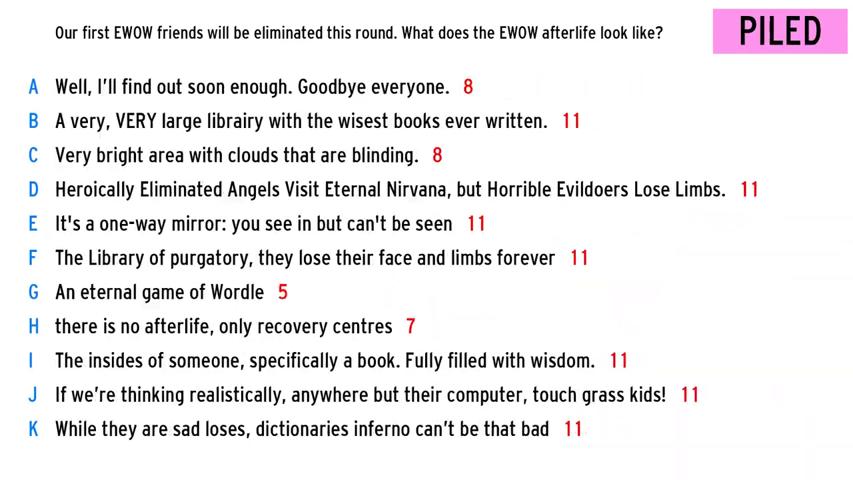 Our first EWOW friends will be eliminated this round. What does the EWOW afterlife look like?
PILED
A Well, I'll find out soon enough. Goodbye everyone. 8
B A very, VERY large librairy with the wisest books ever written. 11
C Very bright area with clouds that are blinding. 8
D Heroically Eliminated Angels Visit Eternal Nirvana, but Horrible Evildoers Lose Limbs. 11
E It's a one-way mirror: you see in but can't be seen 11
F The Library of purgatory, they lose their face and limbs forever 11
G An eternal game of Wordle 5
H there is no afterlife, only recovery centres 7
I The insides of someone, specifically a book. Fully filled with wisdom. 11
J If we're thinking realistically, anywhere but their computer, touch grass kids! 11
K While they are sad loses, dictionaries inferno can't be that bad 11